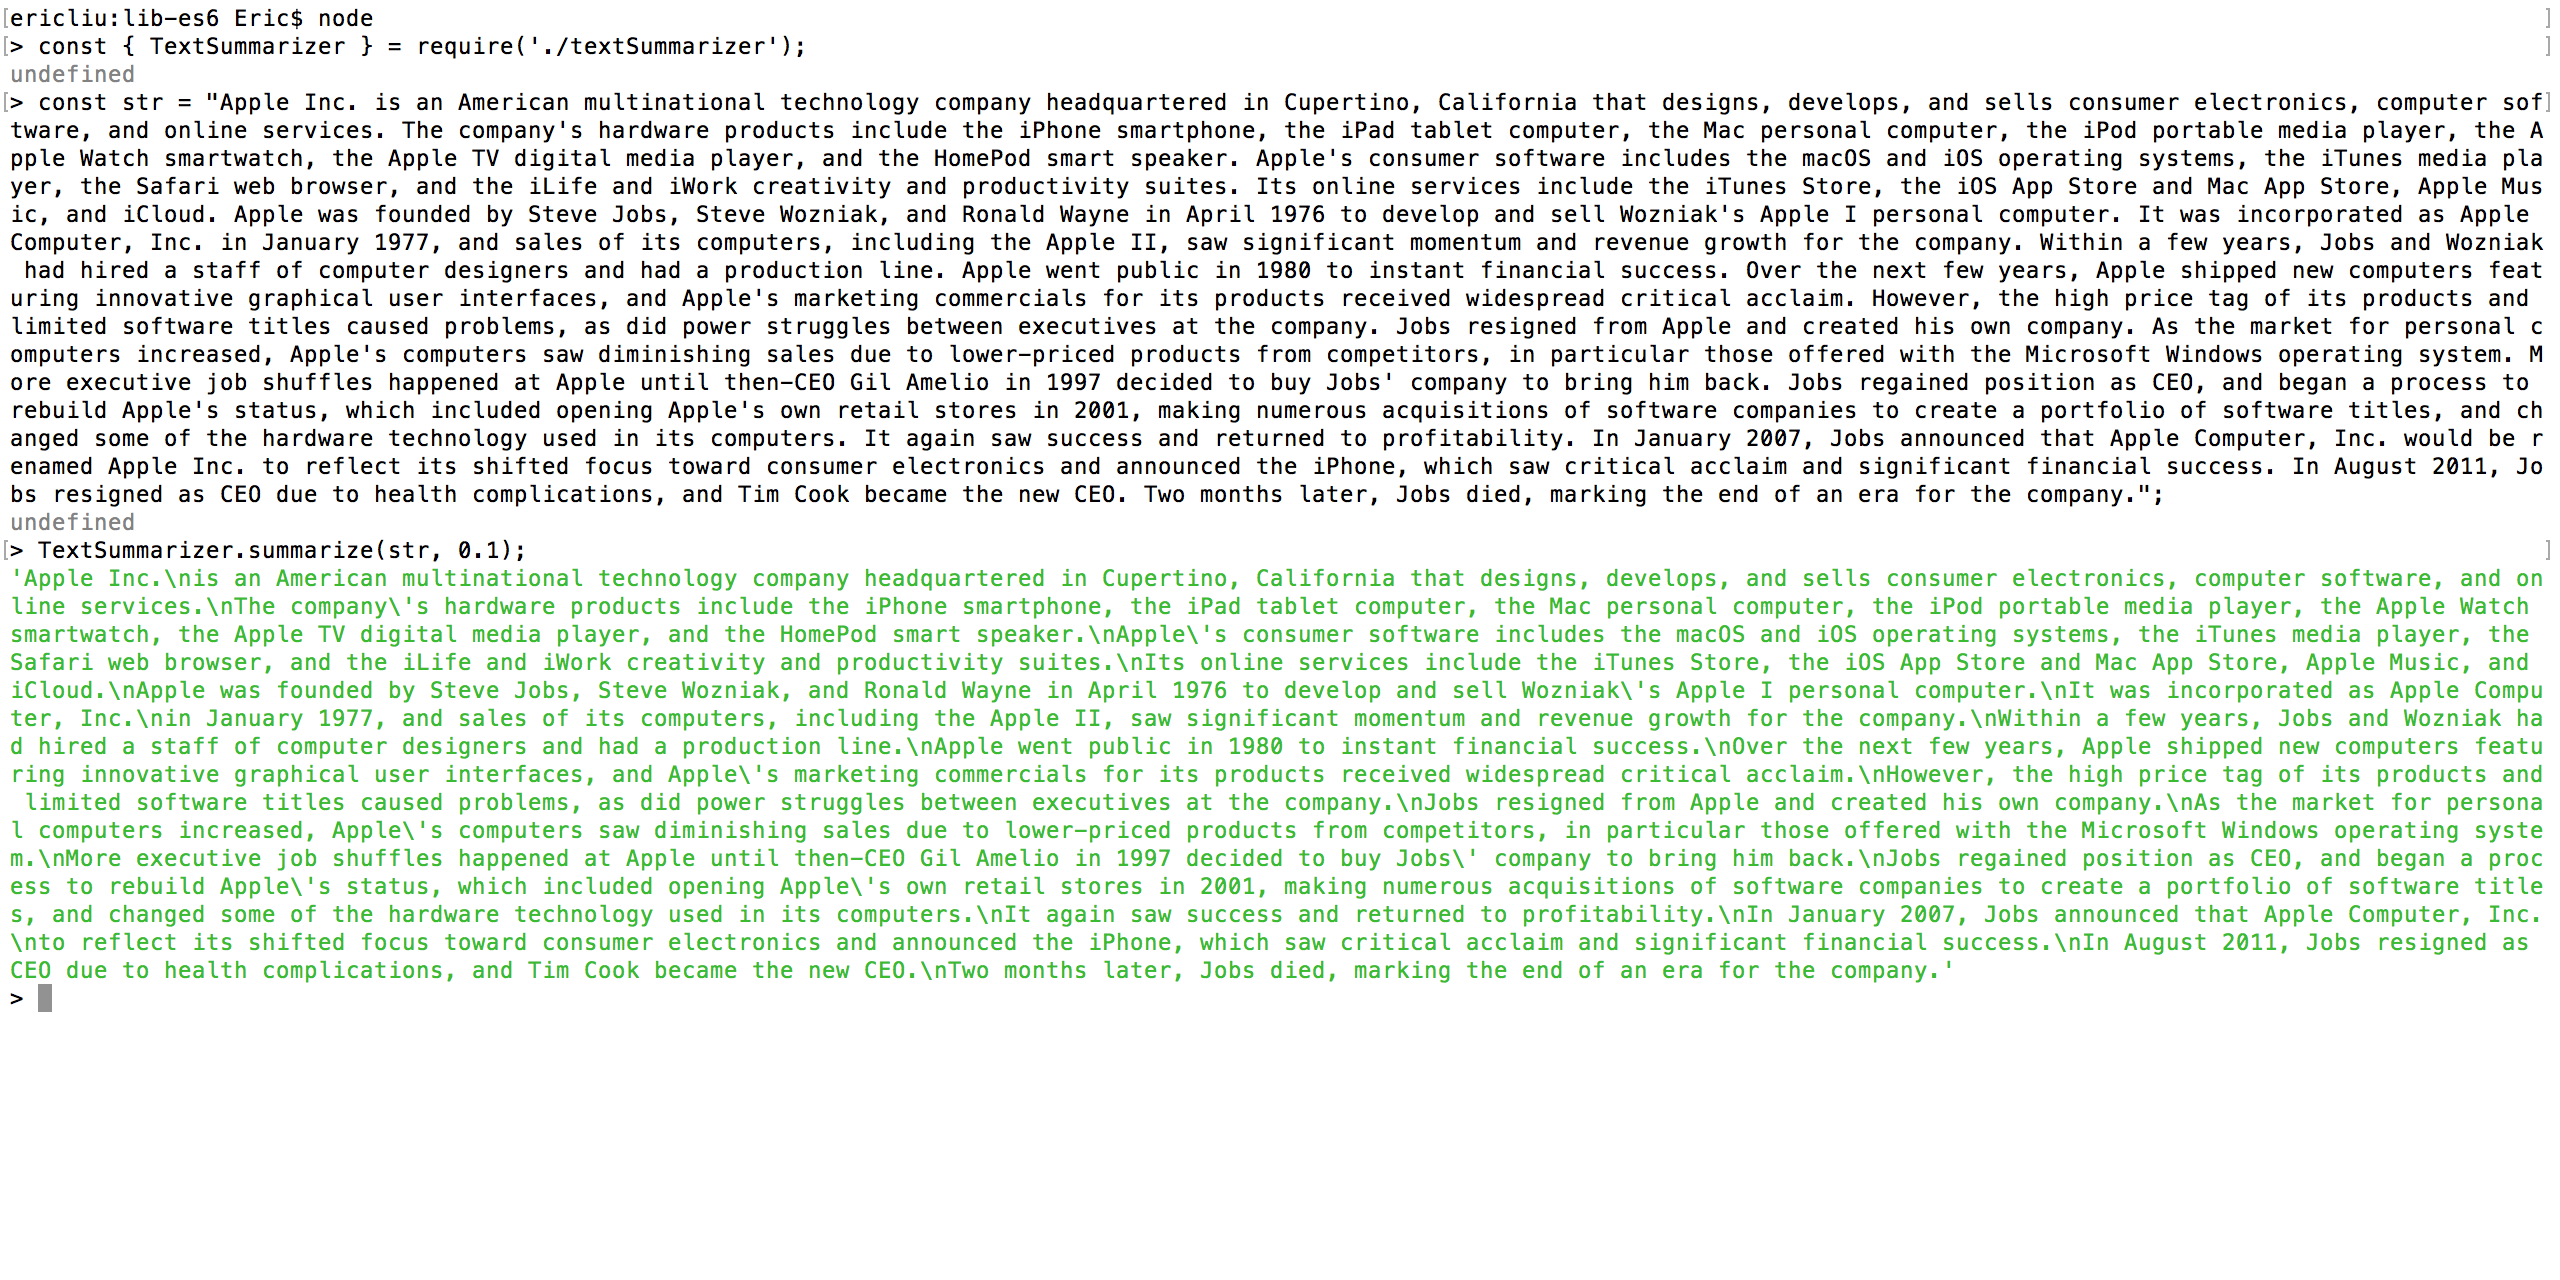 ericliu:lib-es6 Eric$ node
> const { TextSummarizer } = require('./textSummarizer');
undefined
> const str = "Apple Inc. is an American multinational technology company headquartered in Cupertino, California that designs, develops, and sells consumer electronics, computer sof
tware, and online services. The company's hardware products include the iPhone smartphone, the iPad tablet computer, the Mac personal computer, the iPod portable media player, the A
pple Watch smartwatch, the Apple TV digital media player, and the HomePod smart speaker. Apple's consumer software includes the macOS and iOS operating systems, the iTunes media pla
yer, the Safari web browser, and the iLife and iWork creativity and productivity suites. Its online services include the iTunes Store, the iOS App Store and Mac App Store, Apple Mus
ic, and iCloud. Apple was founded by Steve Jobs, Steve Wozniak, and Ronald Wayne in April 1976 to develop and sell Wozniak's Apple I personal computer. It was incorporated as Apple
Computer, Inc. in January 1977, and sales of its computers, including the Apple II, saw significant momentum and revenue growth for the company. Within a few years, Jobs and Wozniak
had hired a staff of computer designers and had a production line. Apple went public in 1980 to instant financial success. Over the next few years, Apple shipped new computers feat
uring innovative graphical user interfaces, and Apple's marketing commercials for its products received widespread critical acclaim. However, the high price tag of its products and
limited software titles caused problems, as did power struggles between executives at the company. Jobs resigned from Apple and created his own company. As the market for personal c
omputers increased, Apple's computers saw diminishing sales due to lower-priced products from competitors, in particular those offered with the Microsoft Windows operating system. M
ore executive job shuffles happened at Apple until then-CEO Gil Amelio in 1997 decided to buy Jobs' company to bring him back. Jobs regained position as CEO, and began a process to
rebuild Apple's status, which included opening Apple's own retail stores in 2001, making numerous acquisitions of software companies to create a portfolio of software titles, and ch
anged some of the hardware technology used in its computers. It again saw success and returned to profitability. In January 2007, Jobs announced that Apple Computer, Inc. would be r
enamed Apple Inc. to reflect its shifted focus toward consumer electronics and announced the iPhone, which saw critical acclaim and significant financial success. In August 2011, Jo
bs resigned as CEO due to health complications, and Tim Cook became the new CEO. Two months later, Jobs died, marking the end of an era for the company.";
undefined
> TextSummarizer.summarize(str, 0.1);
'Apple Inc.\nis an American multinational technology company headquartered in Cupertino, California that designs, develops, and sells consumer electronics, computer software, and on
line services.\nThe company\'s hardware products include the iPhone smartphone, the iPad tablet computer, the Mac personal computer, the iPod portable media player, the Apple Watch
smartwatch, the Apple TV digital media player, and the HomePod smart speaker.\nApple\'s consumer software includes the macOS and iOS operating systems, the iTunes media player, the
Safari web browser, and the iLife and iWork creativity and productivity suites.\nIts online services include the iTunes Store, the iOS App Store and Mac App Store, Apple Music, and
iCloud.\nApple was founded by Steve Jobs, Steve Wozniak, and Ronald Wayne in April 1976 to develop and sell Wozniak\'s Apple I personal computer.\nIt was incorporated as Apple Compu
ter, Inc.\nin January 1977, and sales of its computers, including the Apple II, saw significant momentum and revenue growth for the company.\nWithin a few years, Jobs and Wozniak ha
d hired a staff of computer designers and had a production line.\nApple went public in 1980 to instant financial success.\nOver the next few years, Apple shipped new computers featu
ring innovative graphical user interfaces, and Apple\'s marketing commercials for its products received widespread critical acclaim.\nHowever, the high price tag of its products and
limited software titles caused problems, as did power struggles between executives at the company.\nJobs resigned from Apple and created his own company.\nAs the market for persona
l computers increased, Apple\'s computers saw diminishing sales due to lower-priced products from competitors, in particular those offered with the Microsoft Windows operating syste
m.\nMore executive job shuffles happened at Apple until then-CEO Gil Amelio in 1997 decided to buy Jobs\' company to bring him back.\nJobs regained position as CEO, and began a proc
ess to rebuild Apple\'s status, which included opening Apple\'s own retail stores in 2001, making numerous acquisitions of software companies to create a portfolio of software title
s, and changed some of the hardware technology used in its computers.\nIt again saw success and returned to profitability.\nIn January 2007, Jobs announced that Apple Computer, Inc.
\nto reflect its shifted focus toward consumer electronics and announced the iPhone, which saw critical acclaim and significant financial success.\nIn August 2011, Jobs resigned as
CEO due to health complications, and Tim Cook became the new CEO.\nTwo months later, Jobs died, marking the end of an era for the company.'
>